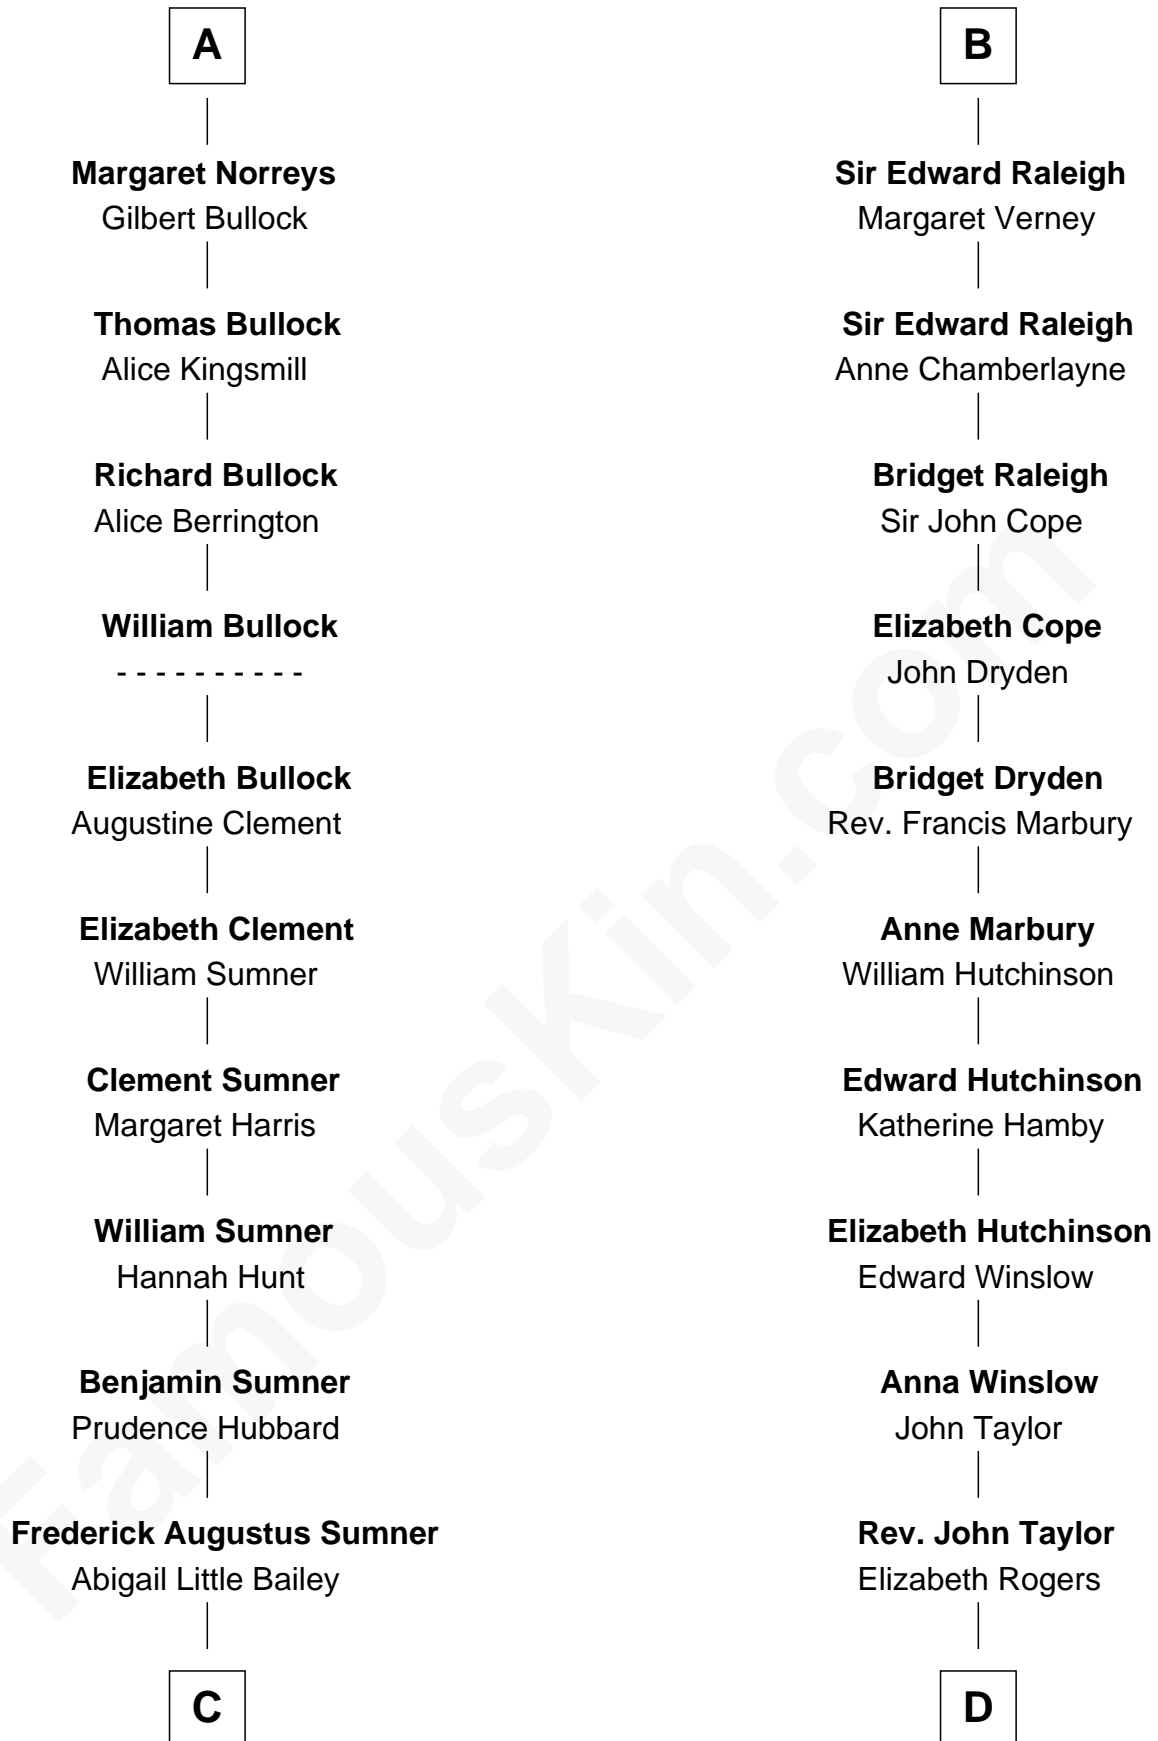 A
Margaret Norreys
Gilbert Bullock
Thomas Bullock
Alice Kingsmill
Richard Bullock
Alice Berrington
William Bullock
- - - - - - - - - -
Elizabeth Bullock
Augustine Clement
Elizabeth Clement
William Sumner
Clement Sumner
Margaret Harris
William Sumner
Hannah Hunt
Benjamin Sumner
Prudence Hubbard
Frederick Augustus Sumner
Abigail Little Bailey
C
B
Sir Edward Raleigh
Margaret Verney
Sir Edward Raleigh
Anne Chamberlayne
Bridget Raleigh
Sir John Cope
Elizabeth Cope
John Dryden
Bridget Dryden
Rev. Francis Marbury
Anne Marbury
William Hutchinson
Edward Hutchinson
Katherine Hamby
Elizabeth Hutchinson
Edward Winslow
Anna Winslow
John Taylor
Rev. John Taylor
Elizabeth Rogers
D
FamousKin.com